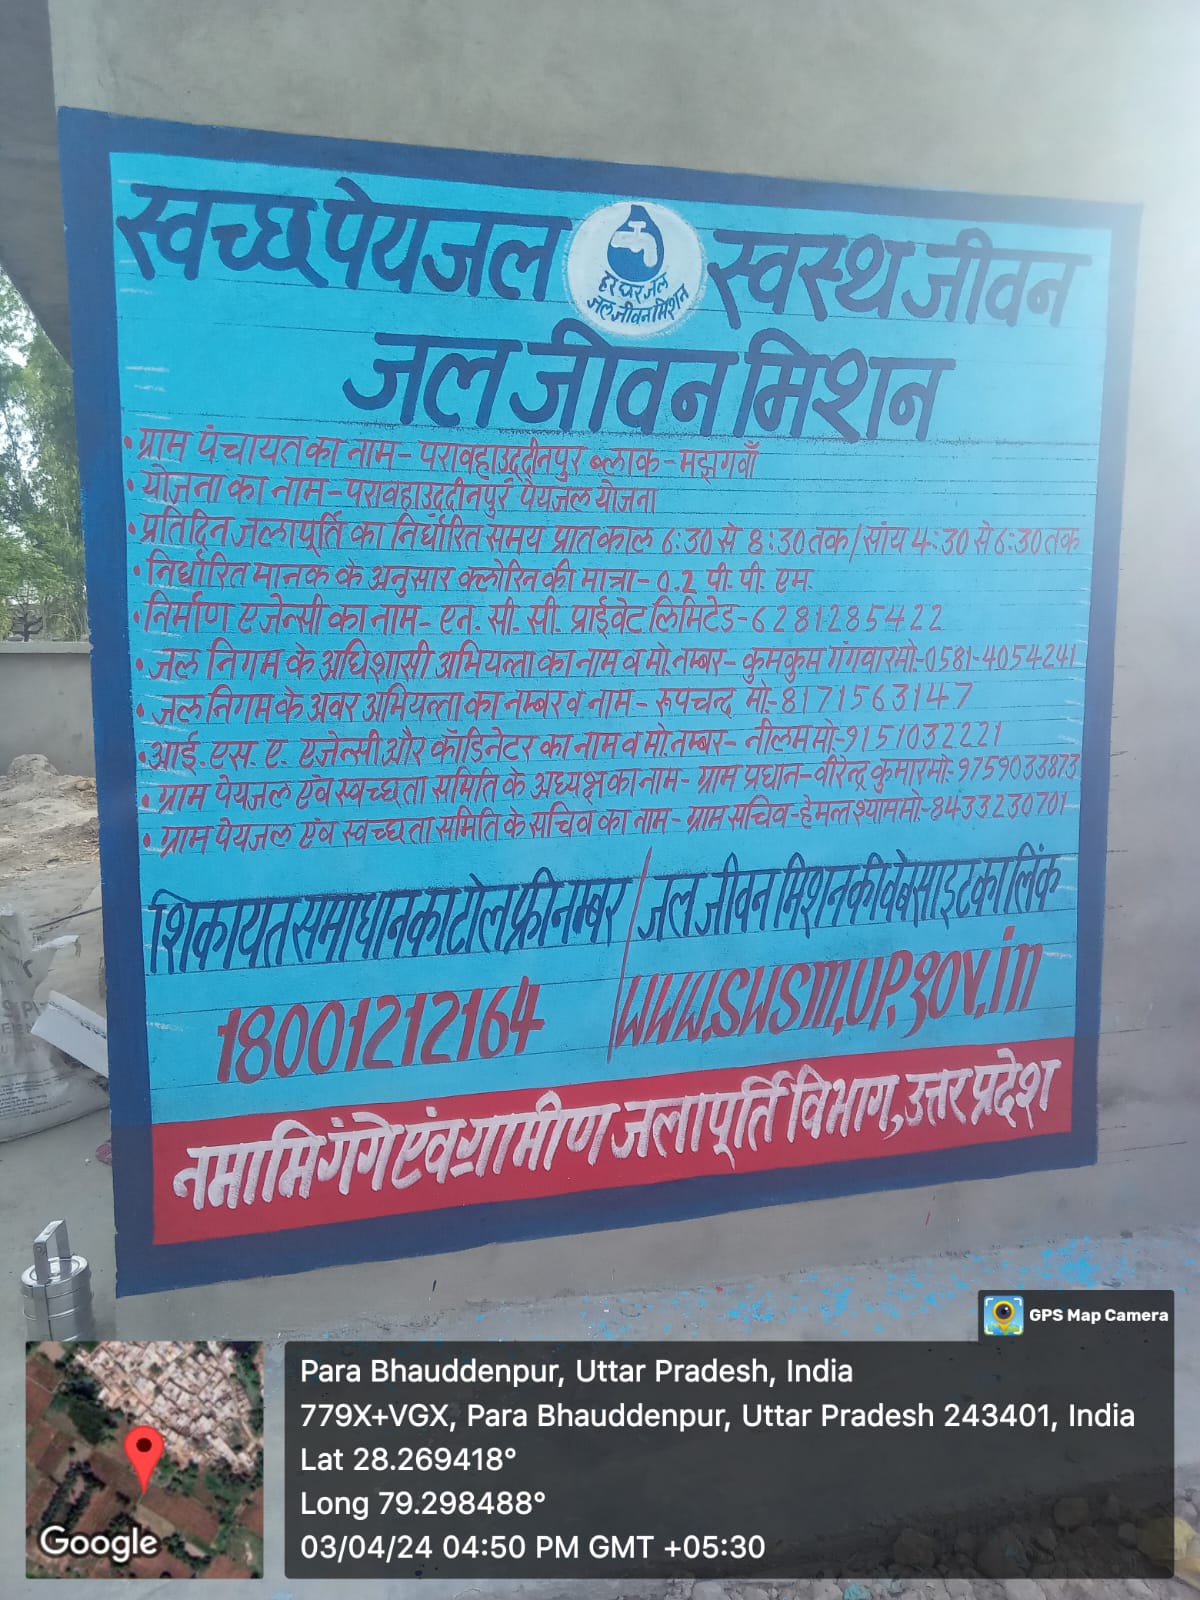 स्वच्छ पेयजल
हर घर जल
जल जीवन मिशन
स्वस्थ जीवन
जल जीवन मिशन
• ग्राम पंचायत का नाम - परावहाउद्दीनपुर ब्लाक - मझगवाँ
• योजना का नाम - परावहाउद्दीनपुर पेयजल योजना
• प्रतिदिन जलापूर्ति का निर्धारित समय प्रातकाल 6:30 से 8:30 तक / सांय 4:30 से 6:30 तक
• निर्धारित मानक के अनुसार क्लोरिन की मात्रा - 0.2 पी. पी. एम.
• निर्माण एजेन्सी का नाम - एन. सी. सी. प्राईवेट लिमिटेड - 6281285422
• जल निगम के अधिशासी अभियन्ता का नाम व मो. नम्बर - कुमकुम गंगवार मो.-0581-4054241
• जल निगम के अवर अभियन्ता का नम्बर व नाम - रूपचन्द मो.-8171563147
• आई. एस. ए. एजेन्सी और कॉडिनेटर का नाम व मो. नम्बर - नीलम मो.-9151032221
• ग्राम पेयजल एंव स्वच्छता समिति के अध्यक्ष का नाम - ग्राम प्रधान - वीरेन्द्र कुमार मो.-9759033873
• ग्राम पेयजल एंव स्वच्छता समिति के सचिव का नाम - ग्राम सचिव - हेमन्त श्याम मो.-8433230701
शिकायत समाधान का टोल फ्री नम्बर / जल जीवन मिशन की वेबसाइट का लिंक
18001212164 / www.swsm.up.gov.in
नमामि गंगे एंव ग्रामीण जलापूर्ति विभाग, उत्तर प्रदेश
GPS Map Camera
Para Bhauddenpur, Uttar Pradesh, India
779X+VGX, Para Bhauddenpur, Uttar Pradesh 243401, India
Lat 28.269418°
Long 79.298488°
03/04/24 04:50 PM GMT +05:30
Google